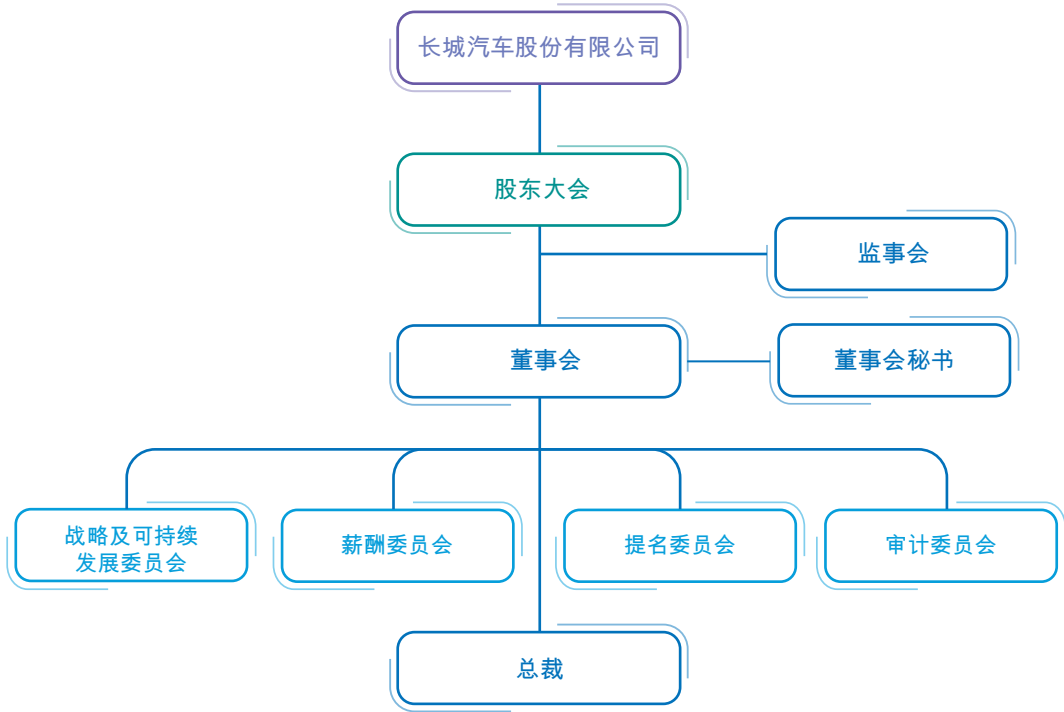 长城汽车股份有限公司
股东大会
监事会
董事会
董事会秘书
战略及可持续
发展委员会
薪酬委员会
提名委员会
审计委员会
总裁